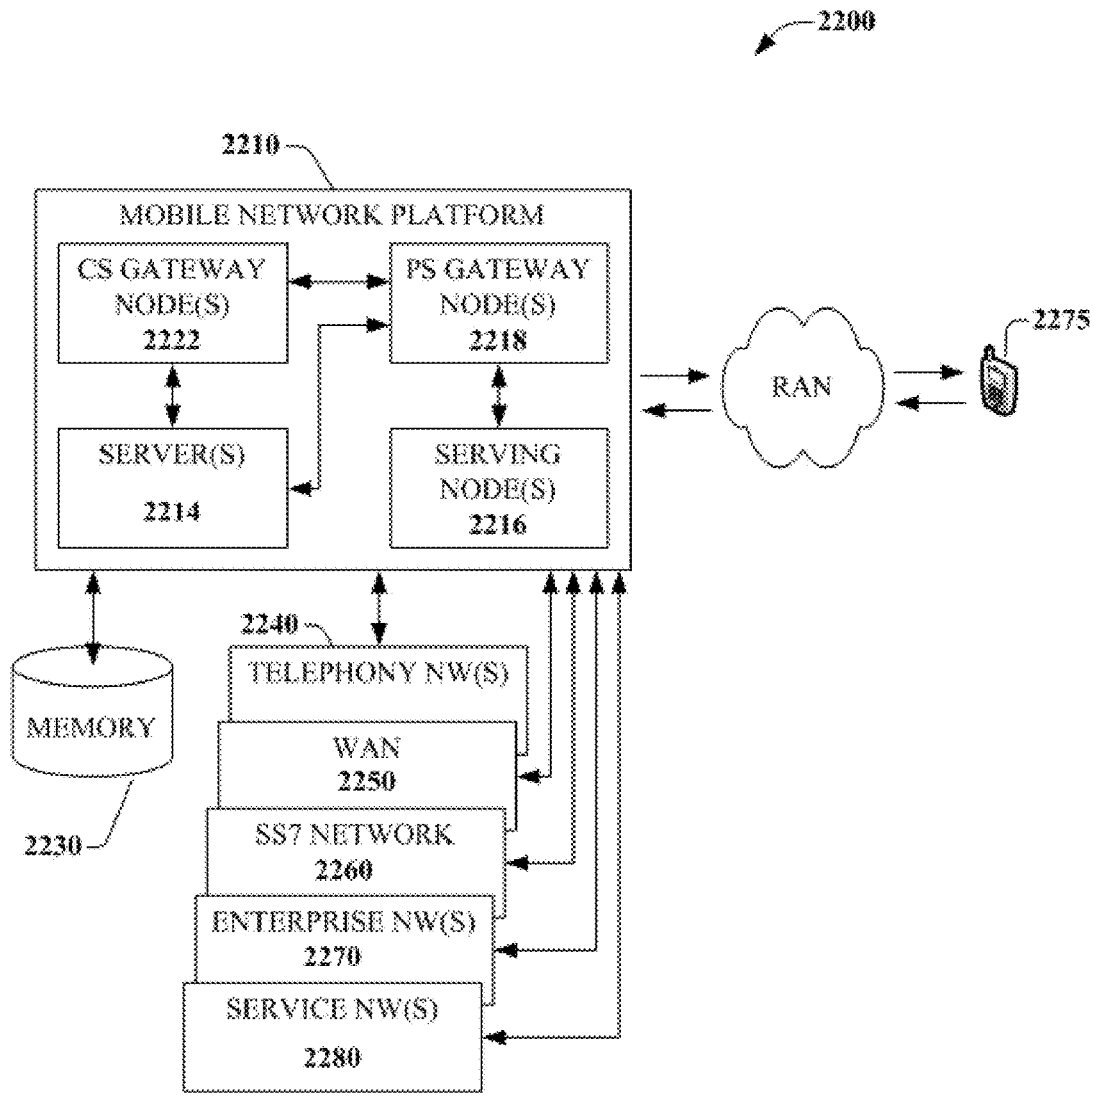 2200
2210
MOBILE NETWORK PLATFORM
CS GATEWAY
NODE(S)
2222
PS GATEWAY
NODE(S)
2218
SERVER(S)
2214
SERVING
NODE(S)
2216
RAN
2275
2240
TELEPHONY NW(S)
MEMORY
2230
WAN
2250
SS7 NETWORK
2260
ENTERPRISE NW(S)
2270
SERVICE NW(S)
2280